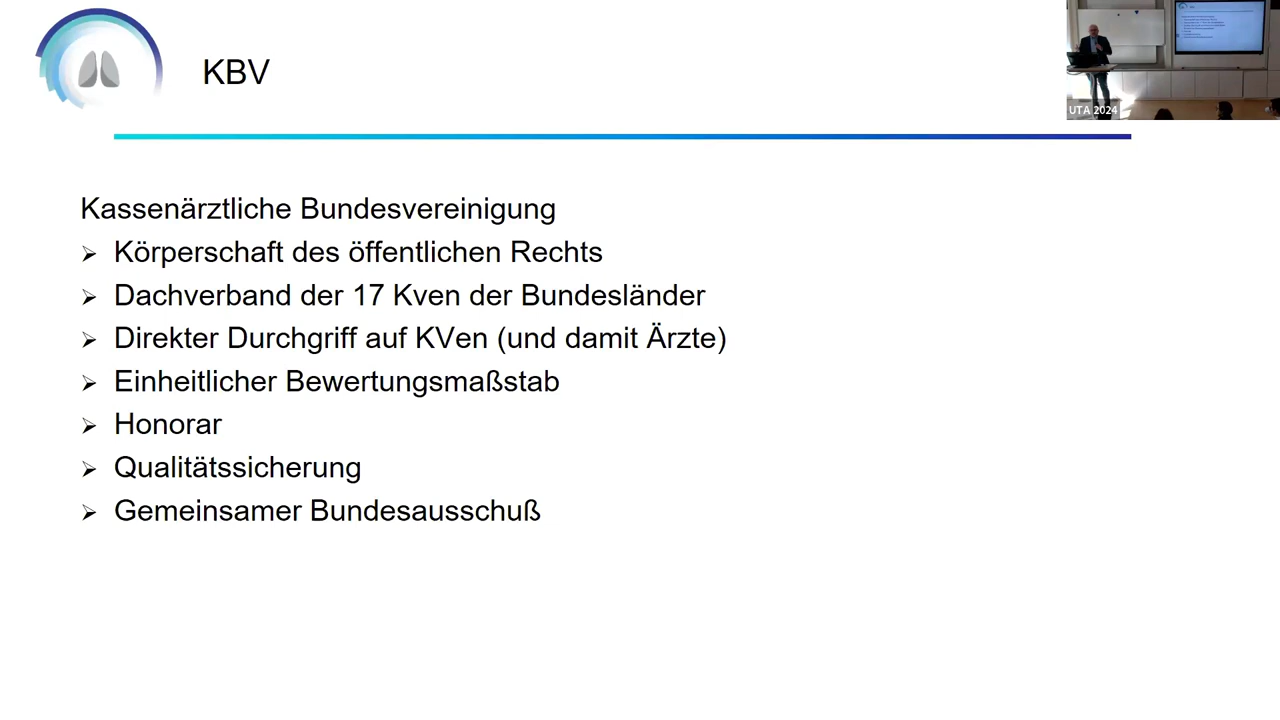 KBV
UTA 2024
Kassenärztliche Bundesvereinigung
Körperschaft des öffentlichen Rechts
Dachverband der 17 Kven der Bundesländer
Direkter Durchgriff auf KVen (und damit Ärzte)
Einheitlicher Bewertungsmaßstab
Honorar
Qualitätssicherung
Gemeinsamer Bundesausschuß